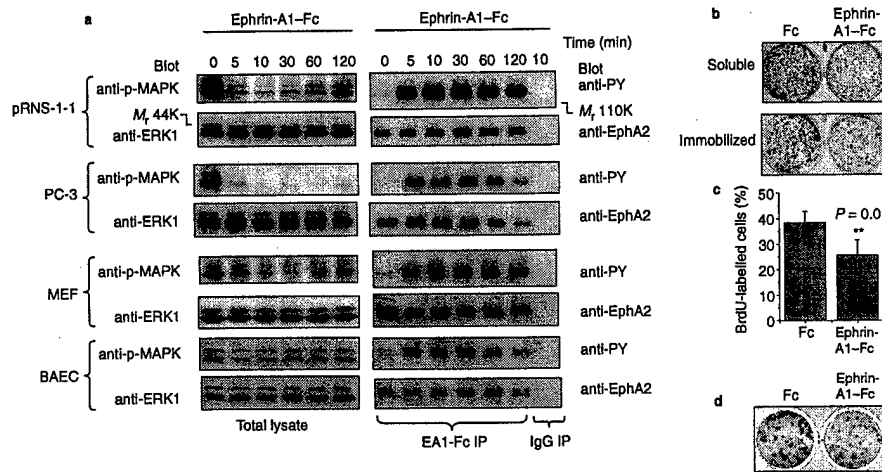 a
Ephrin-A1–Fc
Ephrin-A1–Fc
Time (min)
Blot
0 5 10 30 60 120
0 5 10 30 60 120 10
Blot
pRNS-1-1
anti-p-MAPK
anti-PY
Mr 44K
Mr 110K
anti-ERK1
anti-EphA2
PC-3
anti-p-MAPK
anti-PY
anti-ERK1
anti-EphA2
MEF
anti-p-MAPK
anti-PY
anti-ERK1
anti-EphA2
BAEC
anti-p-MAPK
anti-PY
anti-ERK1
anti-EphA2
Total lysate
EA1-Fc IP
IgG IP
b
Fc
Ephrin-
A1–Fc
Soluble
Immobilized
c
BrdU-labelled cells (%)
50
40
30
20
10
0
P = 0.0
**
Fc
Ephrin-
A1–Fc
d
Fc
Ephrin-
A1–Fc